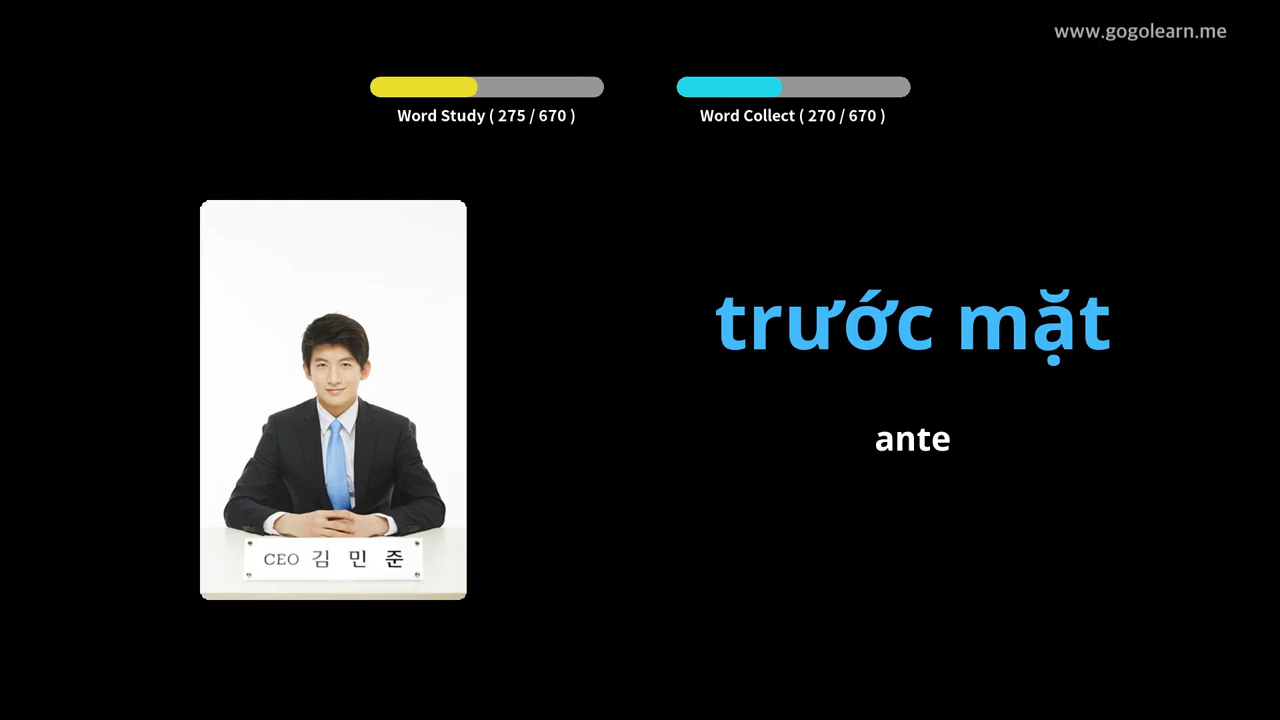 www.gogolearn.me
Word Study ( 275 / 670 )
Word Collect ( 270 / 670 )
trước mặt
ante
CEO 김 민 준